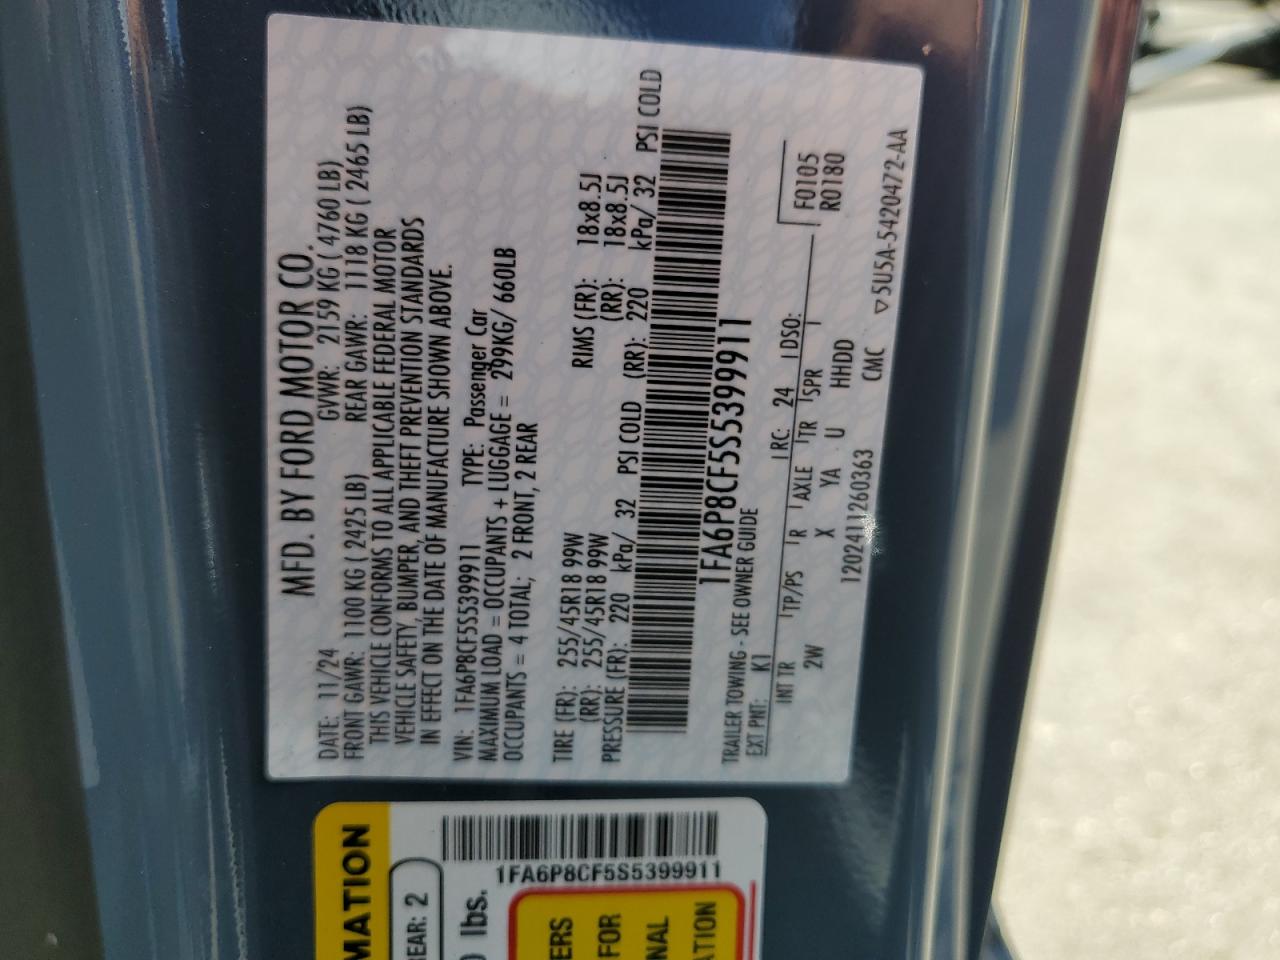 MFD. BY FORD MOTOR CO.
DATE: 11/24 GVWR: 2159 KG ( 4760 LB)
FRONT GAWR: 1100 KG (2425 LB) REAR GAWR: 1118 KG ( 2465 LB)
THIS VEHICLE CONFORMS TO ALL APPLICABLE FEDERAL MOTOR
VEHICLE SAFETY, BUMPER, AND THEFT PREVENTION STANDARDS
IN EFFECT ON THE DATE OF MANUFACTURE SHOWN ABOVE.
VIN: 1FA6P8CF5S5399911 TYPE: Passenger Car
MAXIMUM LOAD = OCCUPANTS + LUGGAGE = 299KG/ 660LB
OCCUPANTS = 4 TOTAL; 2 FRONT, 2 REAR
TIRE (FR): 255/45R18 99W RIMS (FR): 18x8.5J
(RR): 255/45R18 99W (RR): 18x8.5J
PRESSURE (FR): 220 kPa/ 32 PSI COLD (RR): 220 kPa/ 32 PSI COLD
1FA6P8CF5S5399911
TRAILER TOWING - SEE OWNER GUIDE
EXT PNT: K1 RC: 24 DSO: F0105
R0180
INT TR TP/PS R AXLE TR SPR
2W X YA U HHDD
12024111260363 CMC ▽5U5A-5420472-AA
MATION
EAR: 2
1FA6P8CF5S5399911
lbs.
ERS
FOR
NAL
ATION